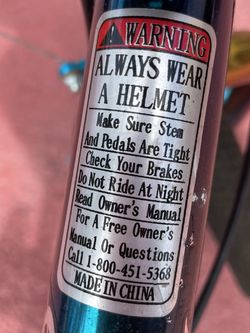 WARNING
ALWAYS WEAR
A HELMET
Make Sure Stem
And Pedals Are Tight
Check Your Brakes
Do Not Ride At Night
Read Owner's Manual
For A Free Owner's
Manual Or Questions
Call 1-800-451-5368
MADE IN CHINA